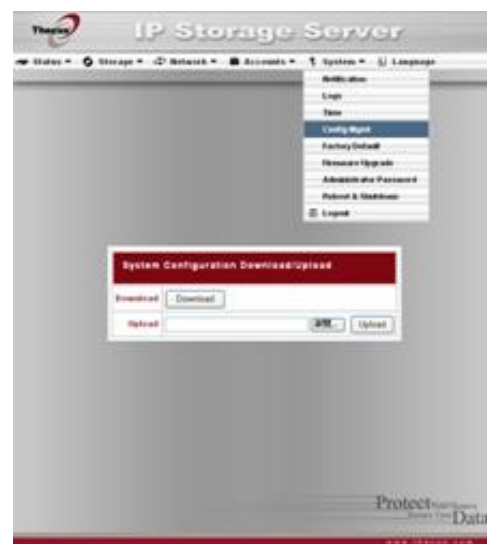 Thecus
IP Storage Server
Status Storage Network Accounts System Language
Notification
Logs
Time
Config Mgmt
Factory Default
Firmware Upgrade
Administrator Password
Reboot & Shutdown
Logout
System Configuration Download/Upload
Download Download
Upload Upload
Protect
Data